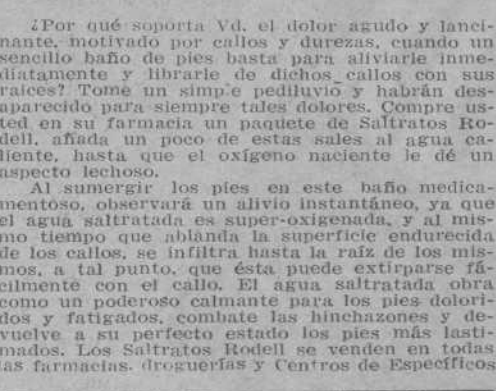 ¿Por qué soporta Vd. el dolor agudo y lanci-
nante, motivado por callos y durezas, cuando un
sencillo baño de pies basta para aliviarle inme-
diatamente y librarle de dichos callos con sus
raíces? Tome un simple pediluvio y habrán des-
aparecido para siempre tales dolores. Compre us-
ted en su farmacia un paquete de Saltratos Ro-
dell, añada un poco de estas sales al agua ca-
liente, hasta que el oxígeno naciente le dé un
aspecto lechoso.
Al sumergir los pies en este baño medica-
mentoso, observará un alivio instantáneo, ya que
el agua saltratada es super-oxigenada, y al mis-
mo tiempo que ablanda la superficie endurecida
de los callos, se infiltra hasta la raíz de los mis-
mos, a tal punto, que ésta puede extirparse fá-
cilmente con el callo. El agua saltratada obra
como un poderoso calmante para los pies dolori-
dos y fatigados, combate las hinchazones y de-
vuelve a su perfecto estado los pies más lasti-
mados. Los Saltratos Rodell se venden en todas
las farmacias, droguerías y Centros de Específicos